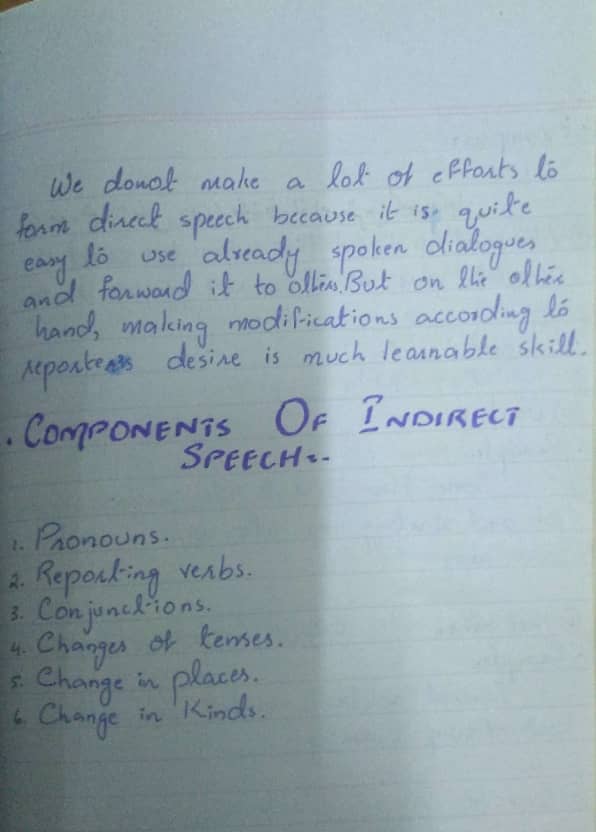 We donot make a lot of efforts to
form direct speech because it is quite
easy to use already spoken dialogues
and forward it to others. But on the other
hand, making modifications according to
reporters desire is much learnable skill.
. COMPONENTS OF INDIRECT
SPEECH:-
1. Pronouns.
2. Reporting verbs.
3. Conjunctions.
4. Changes of tenses.
5. Change in places.
6. Change in Kinds.